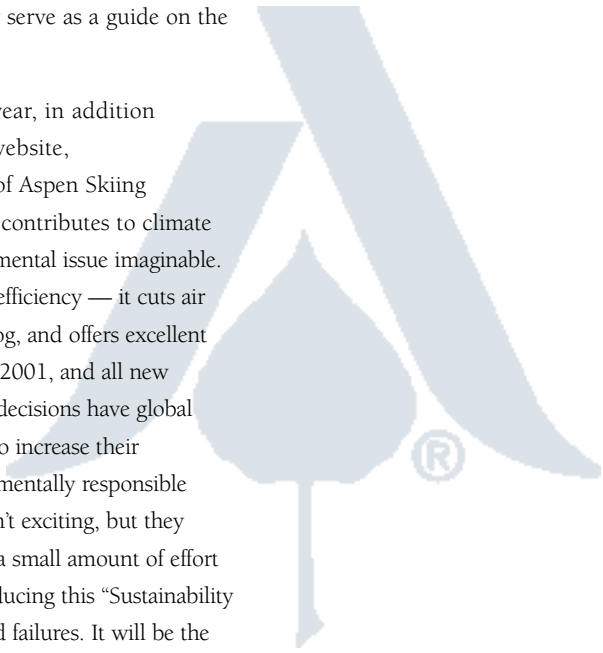 serve as a guide on the
year, in addition
website,
of Aspen Skiing
contributes to climate
mental issue imaginable.
efficiency — it cuts air
og, and offers excellent
2001, and all new
decisions have global
o increase their
mentally responsible
n’t exciting, but they
a small amount of effort
ducing this “Sustainability
d failures. It will be the
®